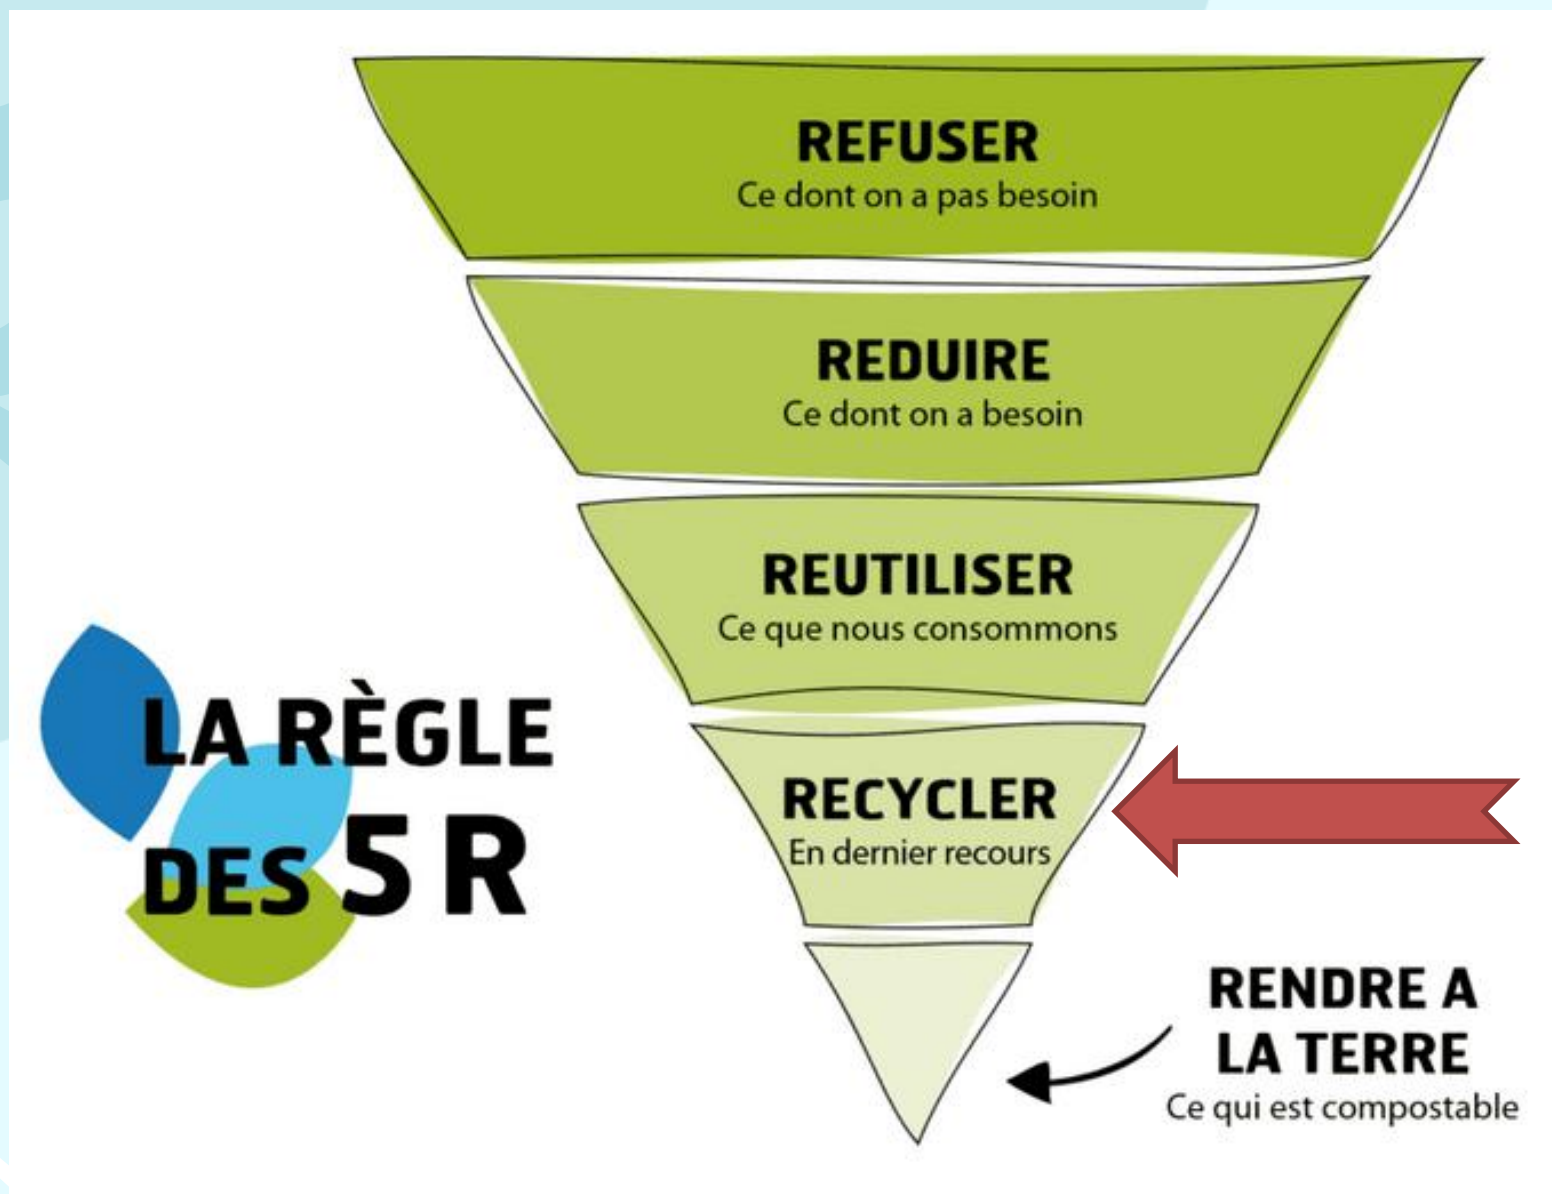 REFUSER
Ce dont on a pas besoin
REDUIRE
Ce dont on a besoin
REUTILISER
Ce que nous consommons
LA RÈGLE
DES 5 R
RECYCLER
En dernier recours
RENDRE A
LA TERRE
Ce qui est compostable